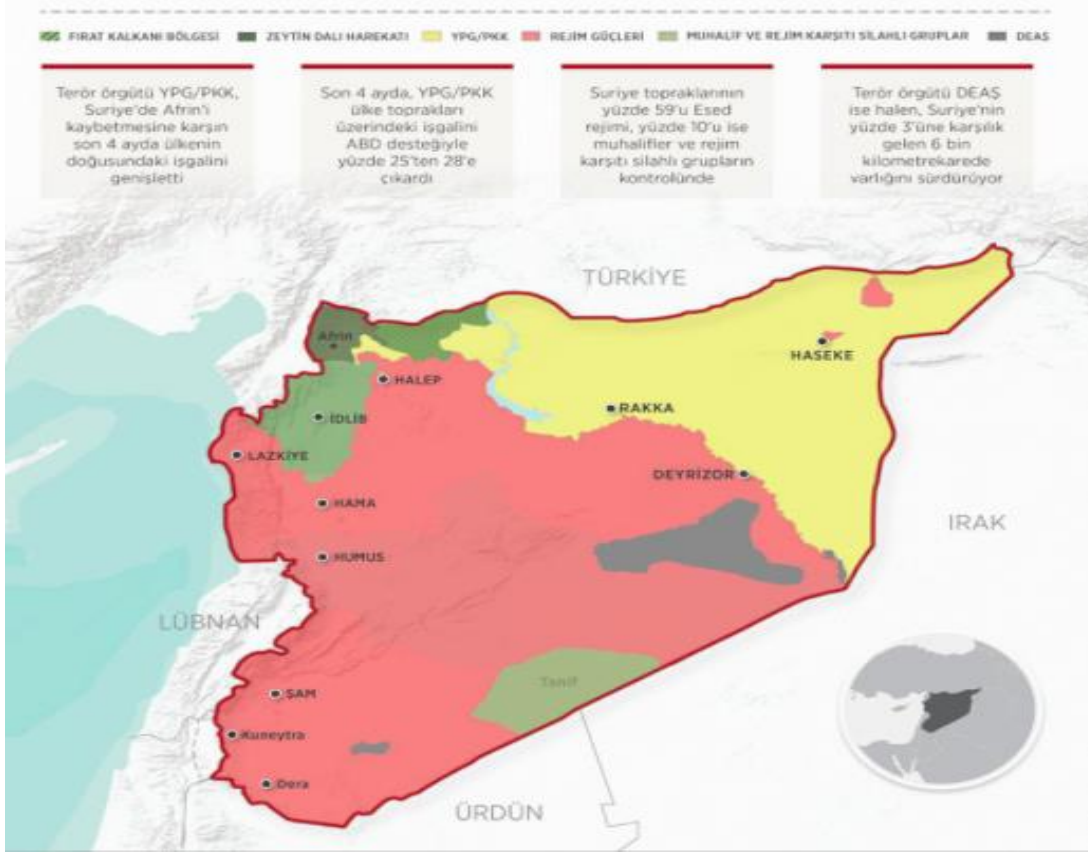 FIRAT KALKANI BÖLGESİ
ZEYTİN DALI HAREKATI
YPG/PKK
REJİM GÜÇLERİ
MUHALİF VE REJİM KARŞITI SİLAHLI GRUPLAR
DEAŞ
Terör örgütü YPG/PKK,
Suriye'de Afrin'i
kaybetmesine karşın
son 4 ayda ülkenin
doğusundaki işgalini
genişletti
Son 4 ayda, YPG/PKK
ülke toprakları
üzerindeki işgalini
ABD desteğiyle
yüzde 25'ten 28'e
çıkardı
Suriye topraklarının
yüzde 59'u Esed
rejimi, yüzde 10'u ise
muhalifler ve rejim
karşıtı silahlı grupların
kontrolünde
Terör örgütü DEAŞ
ise halen, Suriye'nin
yüzde 3'üne karşılık
gelen 6 bin
kilometrekarede
varlığını sürdürüyor
TÜRKİYE
Afrin
HASEKE
HALEP
RAKKA
İDLİB
LAZKİYE
DEYRİZOR
HAMA
IRAK
HUMUS
LÜBNAN
Tanif
ŞAM
Kuneytra
Dera
ÜRDÜN